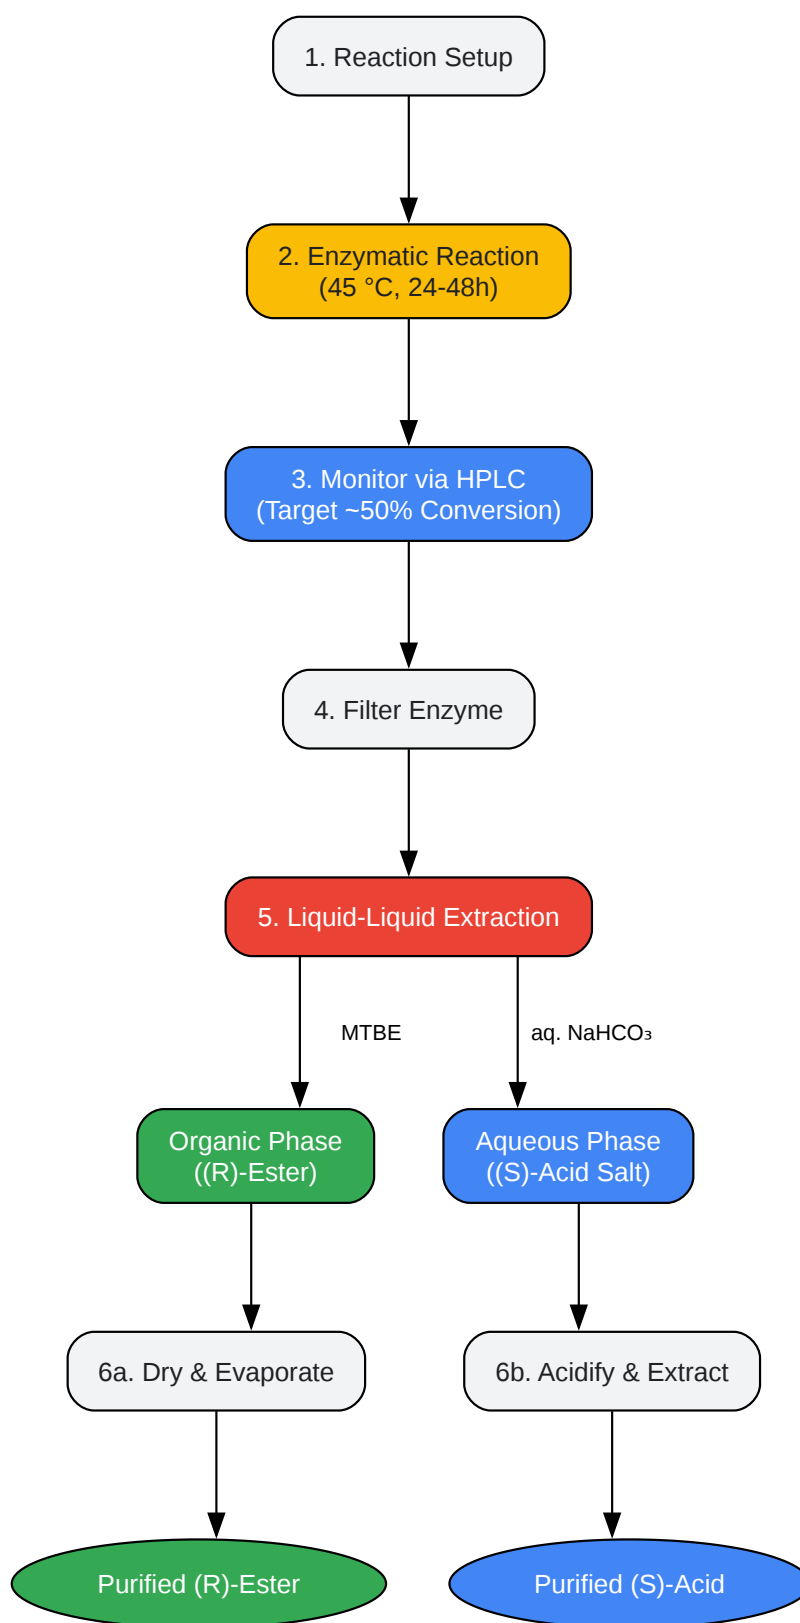 1. Reaction Setup
2. Enzymatic Reaction
(45 °C, 24-48h)
3. Monitor via HPLC
(Target ~50% Conversion)
4. Filter Enzyme
5. Liquid-Liquid Extraction
MTBE
aq. NaHCO₃
Organic Phase
((R)-Ester)
Aqueous Phase
((S)-Acid Salt)
6a. Dry & Evaporate
6b. Acidify & Extract
Purified (R)-Ester
Purified (S)-Acid